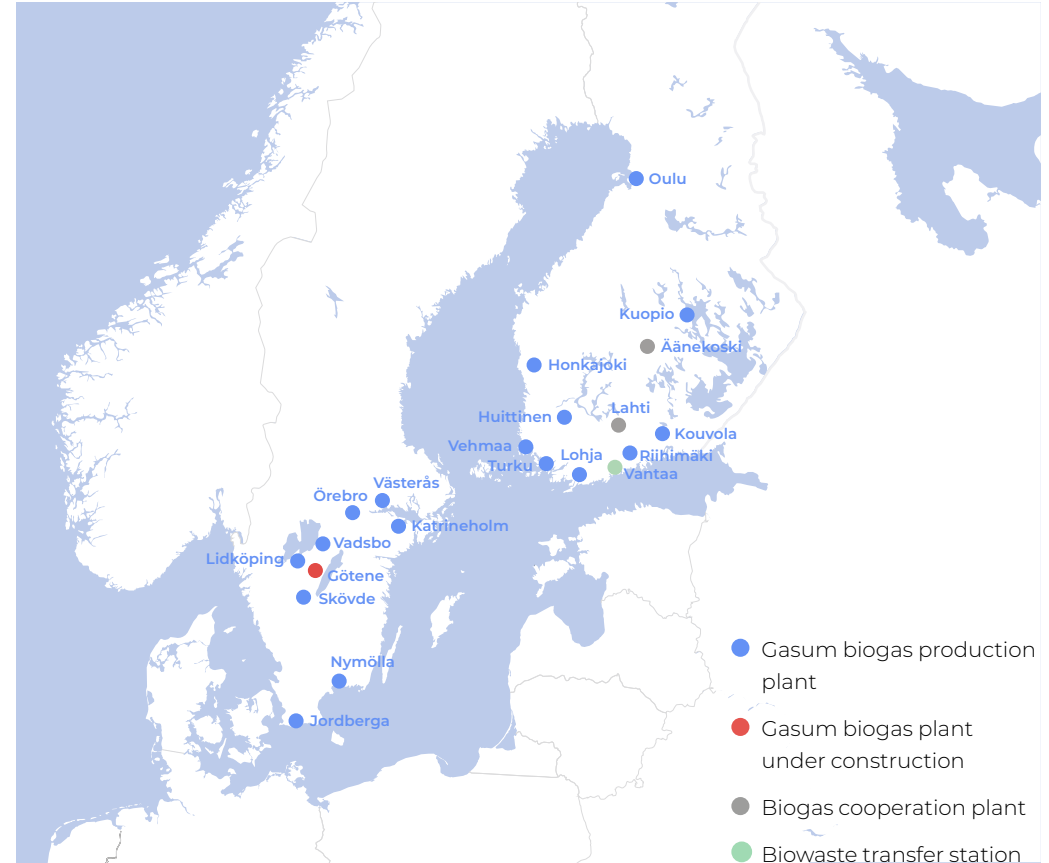 Oulu
Kuopio
Äänekoski
Honkajoki
Lahti
Huittinen
Kouvola
Vehmaa
Lohja
Riihimäki
Turku
Vantaa
Västerås
Örebro
Katrineholm
Vadsbo
Lidköping
Götene
Skövde
Nymölla
Jordberga
Gasum biogas production
plant
Gasum biogas plant
under construction
Biogas cooperation plant
Biowaste transfer station